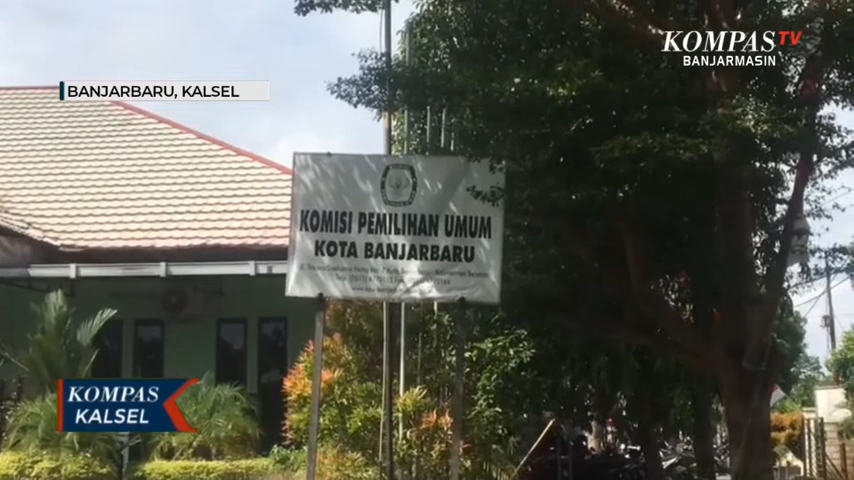 KOMPAS TV
BANJARMASIN
BANJARBARU, KALSEL
KOMISI PEMILIHAN UMUM
KOTA BANJARBARU
KOMPAS
KALSEL